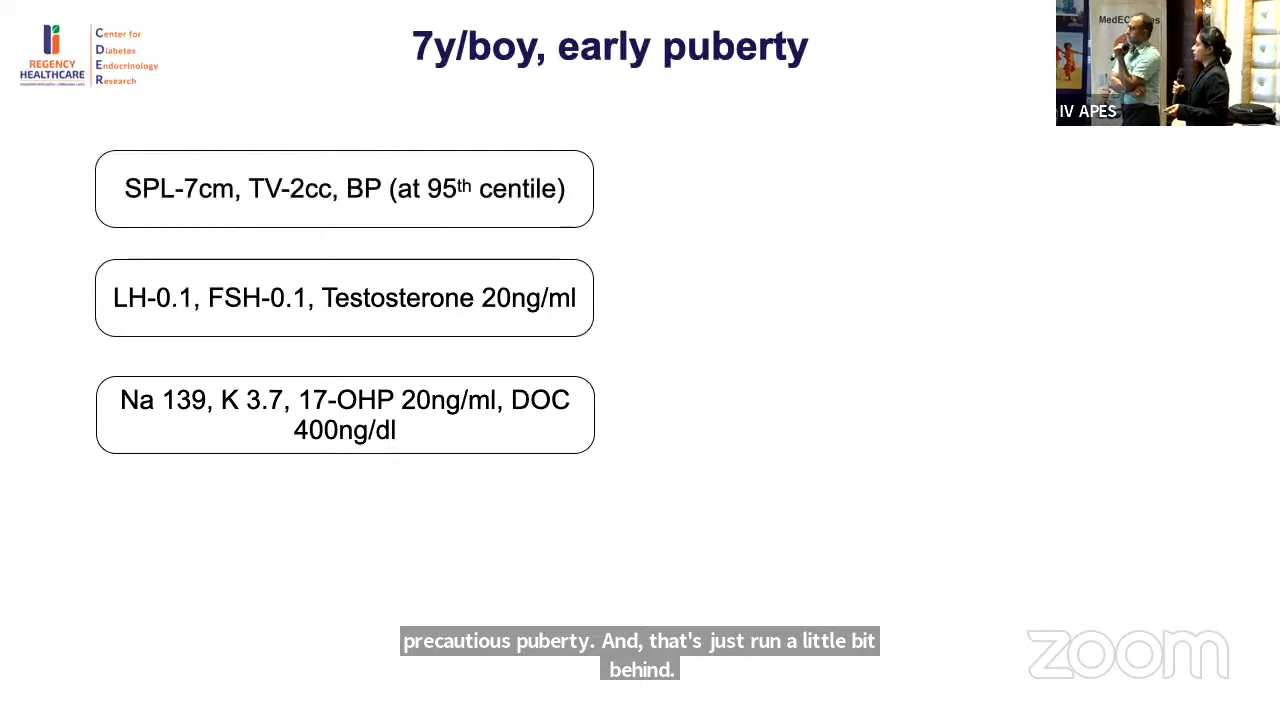 REGENCY
HEALTHCARE
Center for
Diabetes
Endocrinology
Research
7y/boy, early puberty
MedEC
IV APES
SPL-7cm, TV-2cc, BP (at 95th centile)
LH-0.1, FSH-0.1, Testosterone 20ng/ml
Na 139, K 3.7, 17-OHP 20ng/ml, DOC
400ng/dl
precautious puberty. And, that's just run a little bit
behind.
zoom